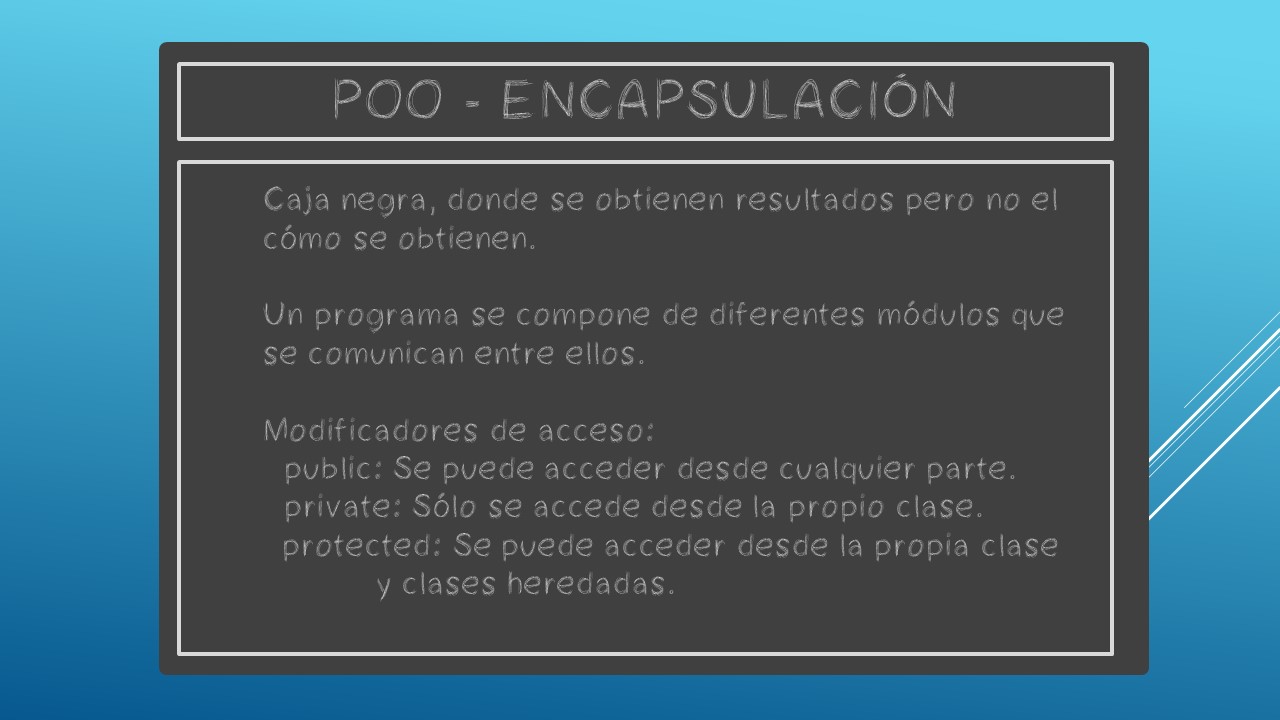 POO - ENCAPSULACIÓN
Caja negra, donde se obtienen resultados pero no el
cómo se obtienen.
Un programa se compone de diferentes módulos que
se comunican entre ellos.
Modificadores de acceso:
public: Se puede acceder desde cualquier parte.
private: Sólo se accede desde la propio clase.
protected: Se puede acceder desde la propia clase
y clases heredadas.